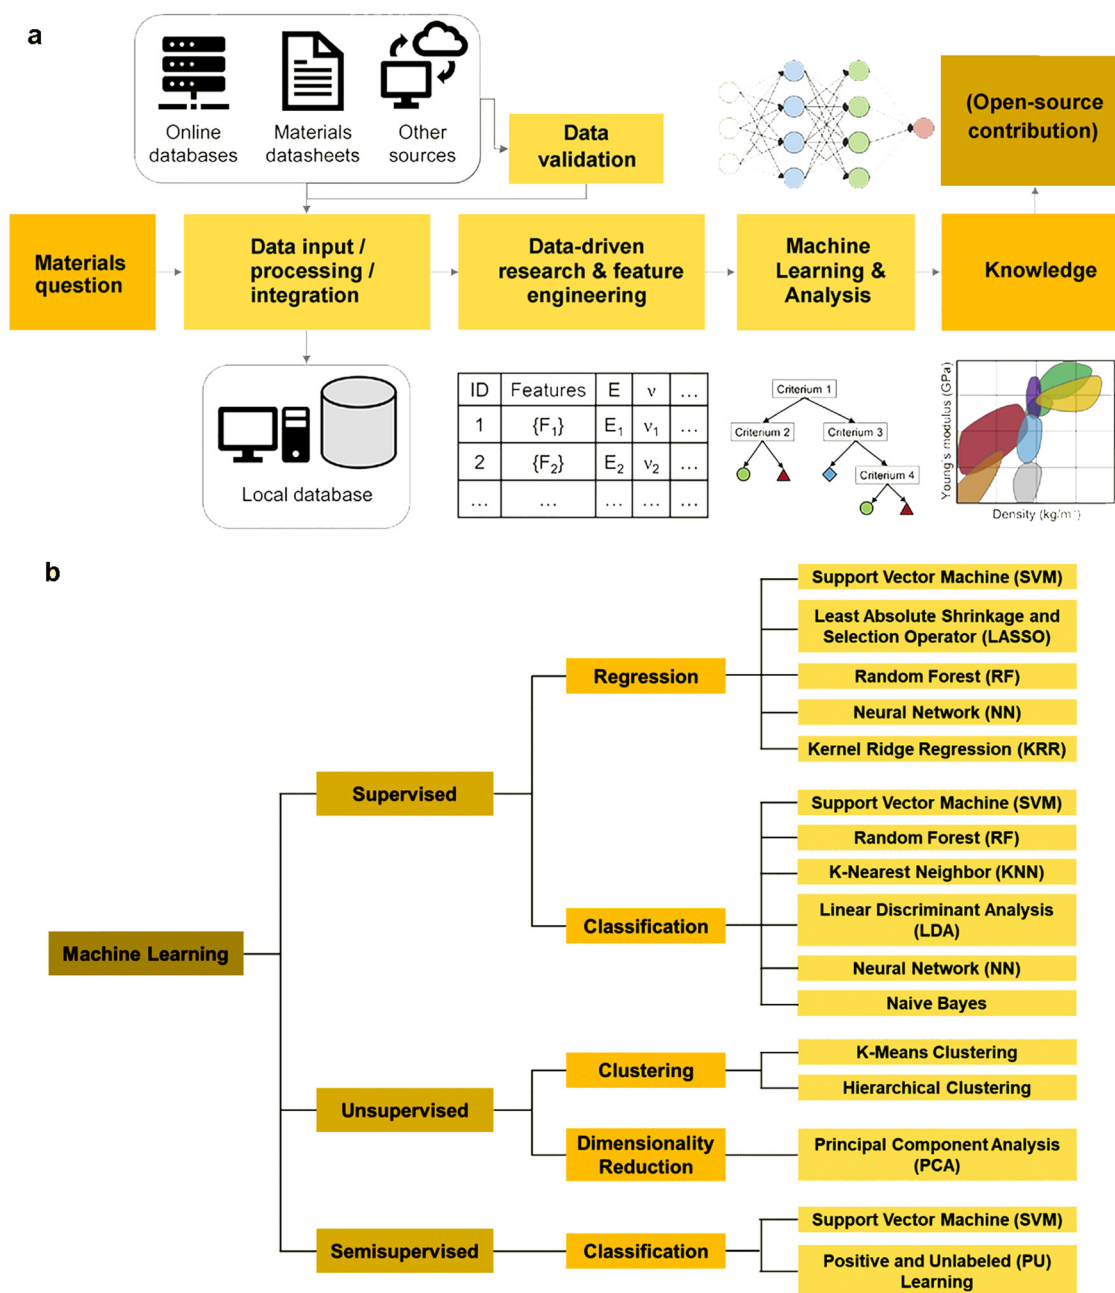 a
Online
databases
Materials
datasheets
Other
sources
Data
validation
(Open-source
contribution)
Materials
question
Data input /
processing /
integration
Data-driven
research & feature
engineering
Machine
Learning &
Analysis
Knowledge
Local database
ID Features E ν ...
1 {F₁} E₁ ν₁ ...
2 {F₂} E₂ ν₂ ...
... ... ... ... ...
Criterium 1
Criterium 2
Criterium 3
Criterium 4
Young's modulus (GPa)
Density (kg/m⁻³)
b
Support Vector Machine (SVM)
Least Absolute Shrinkage and
Selection Operator (LASSO)
Regression
Random Forest (RF)
Neural Network (NN)
Kernel Ridge Regression (KRR)
Supervised
Support Vector Machine (SVM)
Random Forest (RF)
K-Nearest Neighbor (KNN)
Classification
Linear Discriminant Analysis
(LDA)
Machine Learning
Neural Network (NN)
Naive Bayes
Clustering
K-Means Clustering
Hierarchical Clustering
Unsupervised
Dimensionality
Reduction
Principal Component Analysis
(PCA)
Semisupervised
Classification
Support Vector Machine (SVM)
Positive and Unlabeled (PU)
Learning